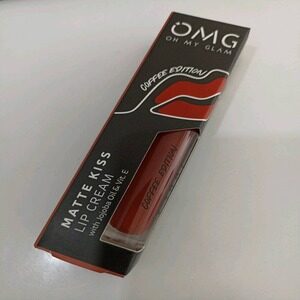 OMG
OH MY GLAM
COFFEE EDITION
MATTE KISS
LIP CREAM
with Jojoba Oil & Vit. E
COFFEE EDITION